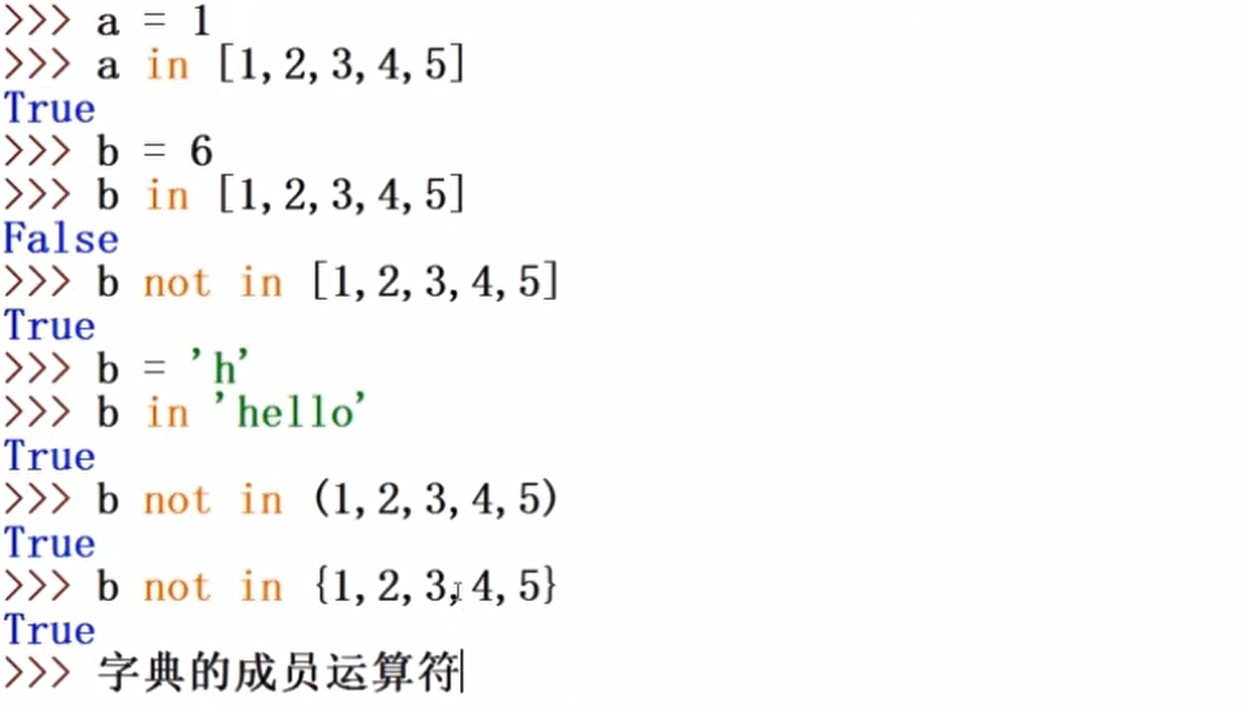 >>> a = 1
>>> a in [1,2,3,4,5]
True
>>> b = 6
>>> b in [1,2,3,4,5]
False
>>> b not in [1,2,3,4,5]
True
>>> b = 'h'
>>> b in 'hello'
True
>>> b not in (1,2,3,4,5)
True
>>> b not in {1,2,3,4,5}
True
>>> 字典的成员运算符